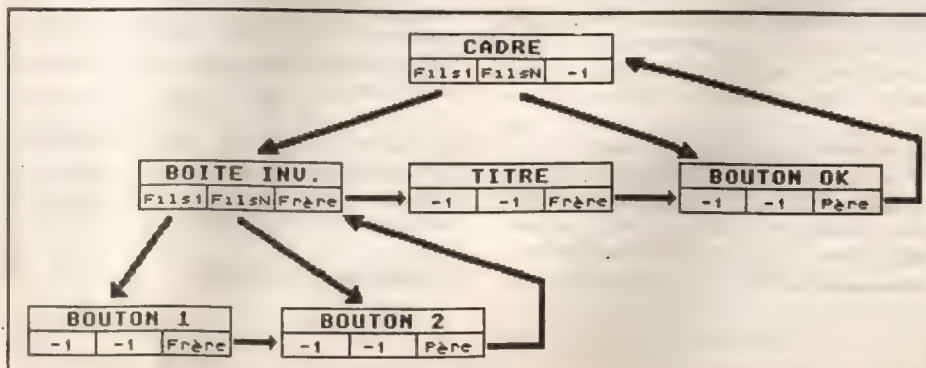 CADRE
Fils1 FilsN -1
BOITE INV. TITRE BOUTON OK
Fils1 FilsN Frère -1 -1 Frère -1 -1 Père
BOUTON 1 BOUTON 2
-1 -1 Frère -1 -1 Père